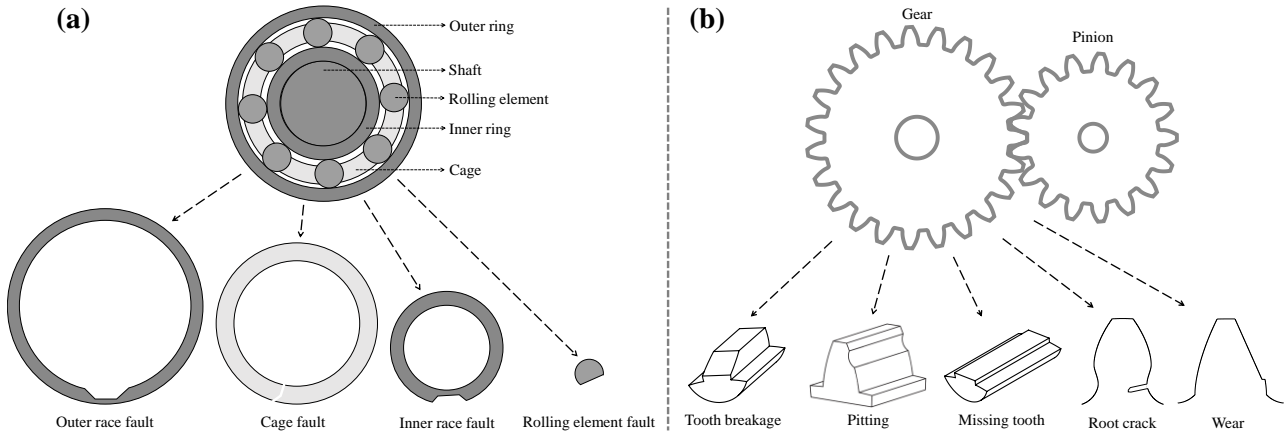 (a)
Outer ring
Shaft
Rolling element
Inner ring
Cage
Outer race fault
Cage fault
Inner race fault
Rolling element fault
(b)
Gear
Pinion
Tooth breakage
Pitting
Missing tooth
Root crack
Wear